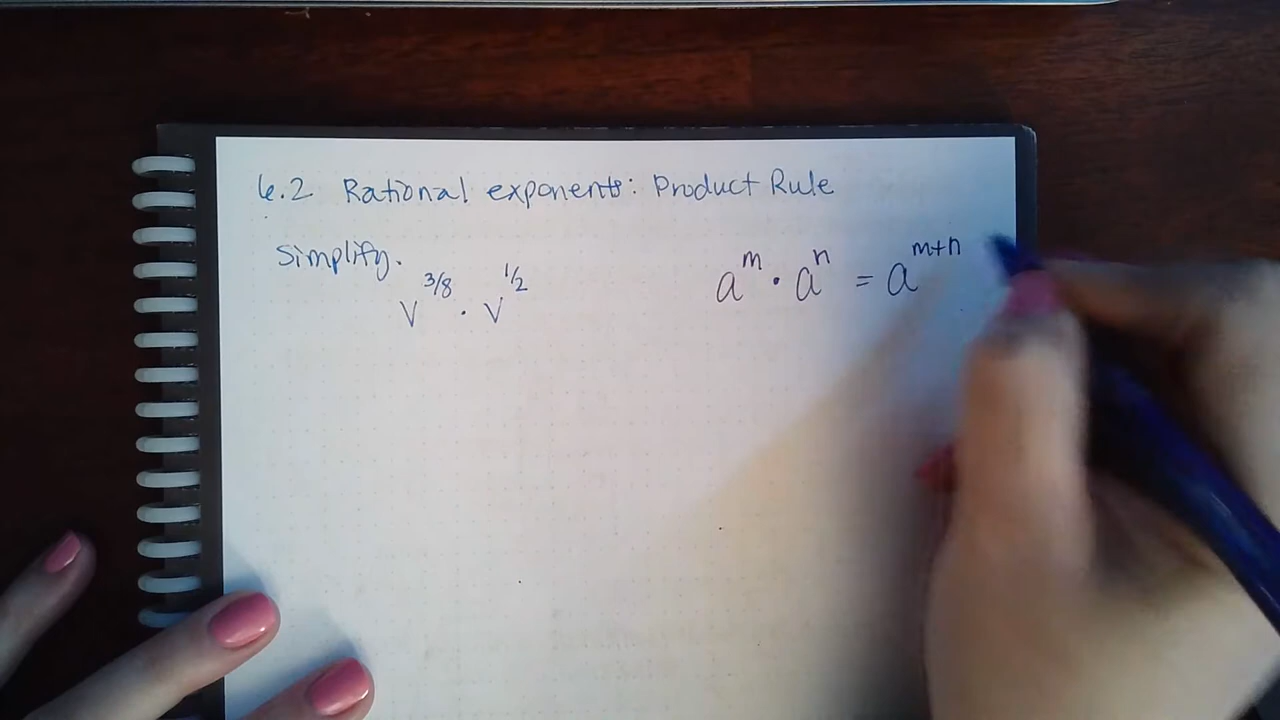 6.2 Rational exponents: Product Rule
Simplify.
v^{3/8} · v^{1/2}
a^m · a^n = a^{m+n}